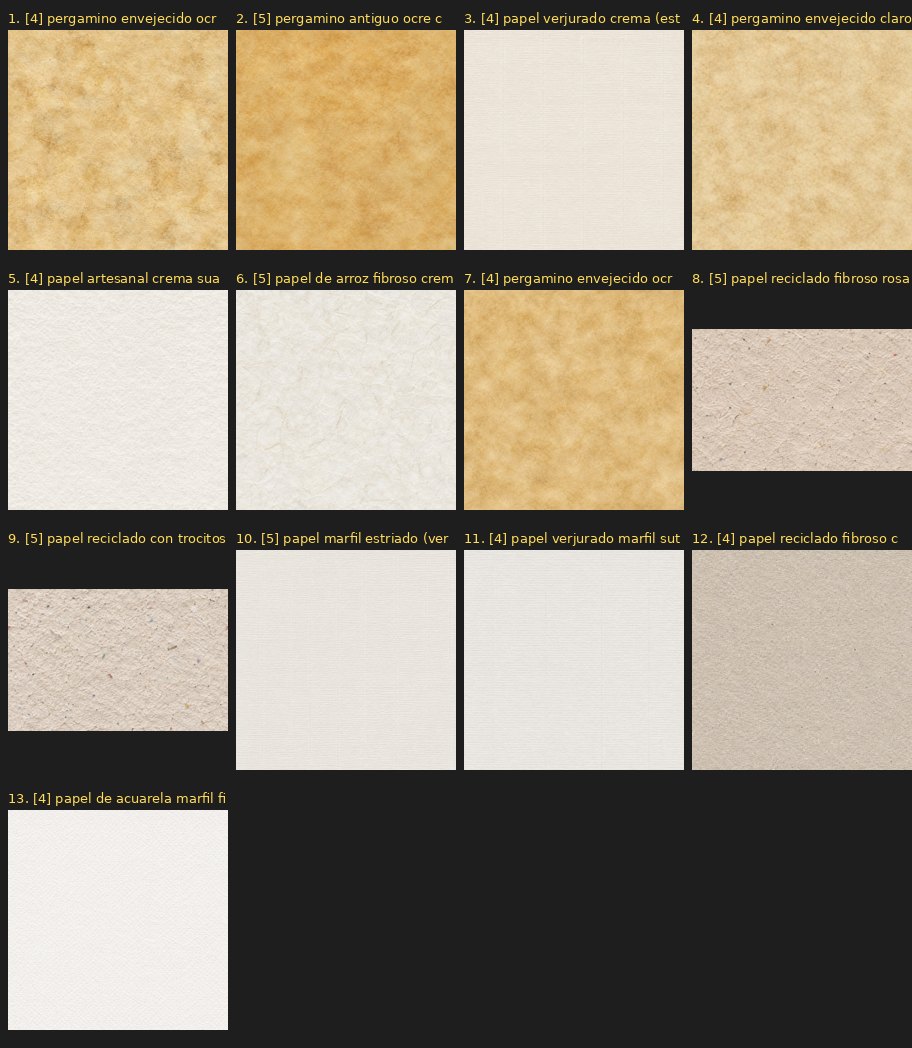 1. [4] pergamino envejecido ocr
2. [5] pergamino antiguo ocre c
3. [4] papel verjurado crema (est
4. [4] pergamino envejecido claro
5. [4] papel artesanal crema sua
6. [5] papel de arroz fibroso crem
7. [4] pergamino envejecido ocr
8. [5] papel reciclado fibroso rosa
9. [5] papel reciclado con trocitos
10. [5] papel marfil estriado (ver
11. [4] papel verjurado marfil sut
12. [4] papel reciclado fibroso c
13. [4] papel de acuarela marfil fi